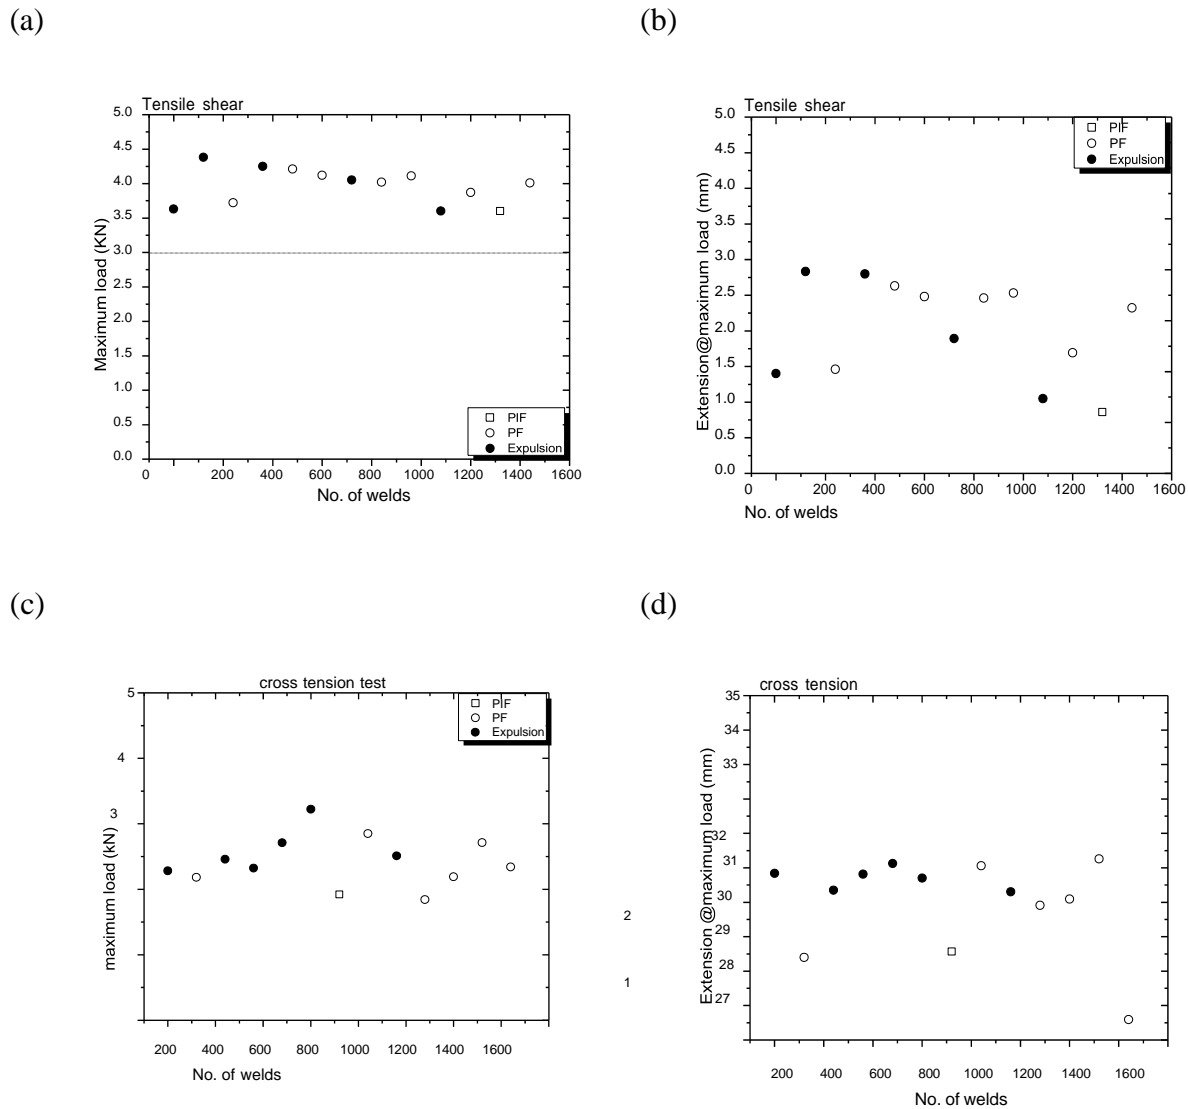 (a)
(b)
Tensile shear
5.0
4.5
4.0
3.5
3.0
2.5
2.0
1.5
1.0
0.5
0.0
Maximum load (KN)
PIF
PF
Expulsion
0 200 400 600 800 1000 1200 1400 1600
No. of welds
Tensile shear
5.0
4.5
4.0
3.5
3.0
2.5
2.0
1.5
1.0
0.5
0.0
Extension@maximum load (mm)
PIF
PF
Expulsion
0 200 400 600 800 1000 1200 1400 1600
No. of welds
(c)
(d)
cross tension test
5
4
3
maximum load (kN)
PIF
PF
Expulsion
2
1
200 400 600 800 1000 1200 1400 1600
No. of welds
cross tension
35
34
33
32
31
30
29
28
27
Extension @maximum load (mm)
200 400 600 800 1000 1200 1400 1600
No. of welds